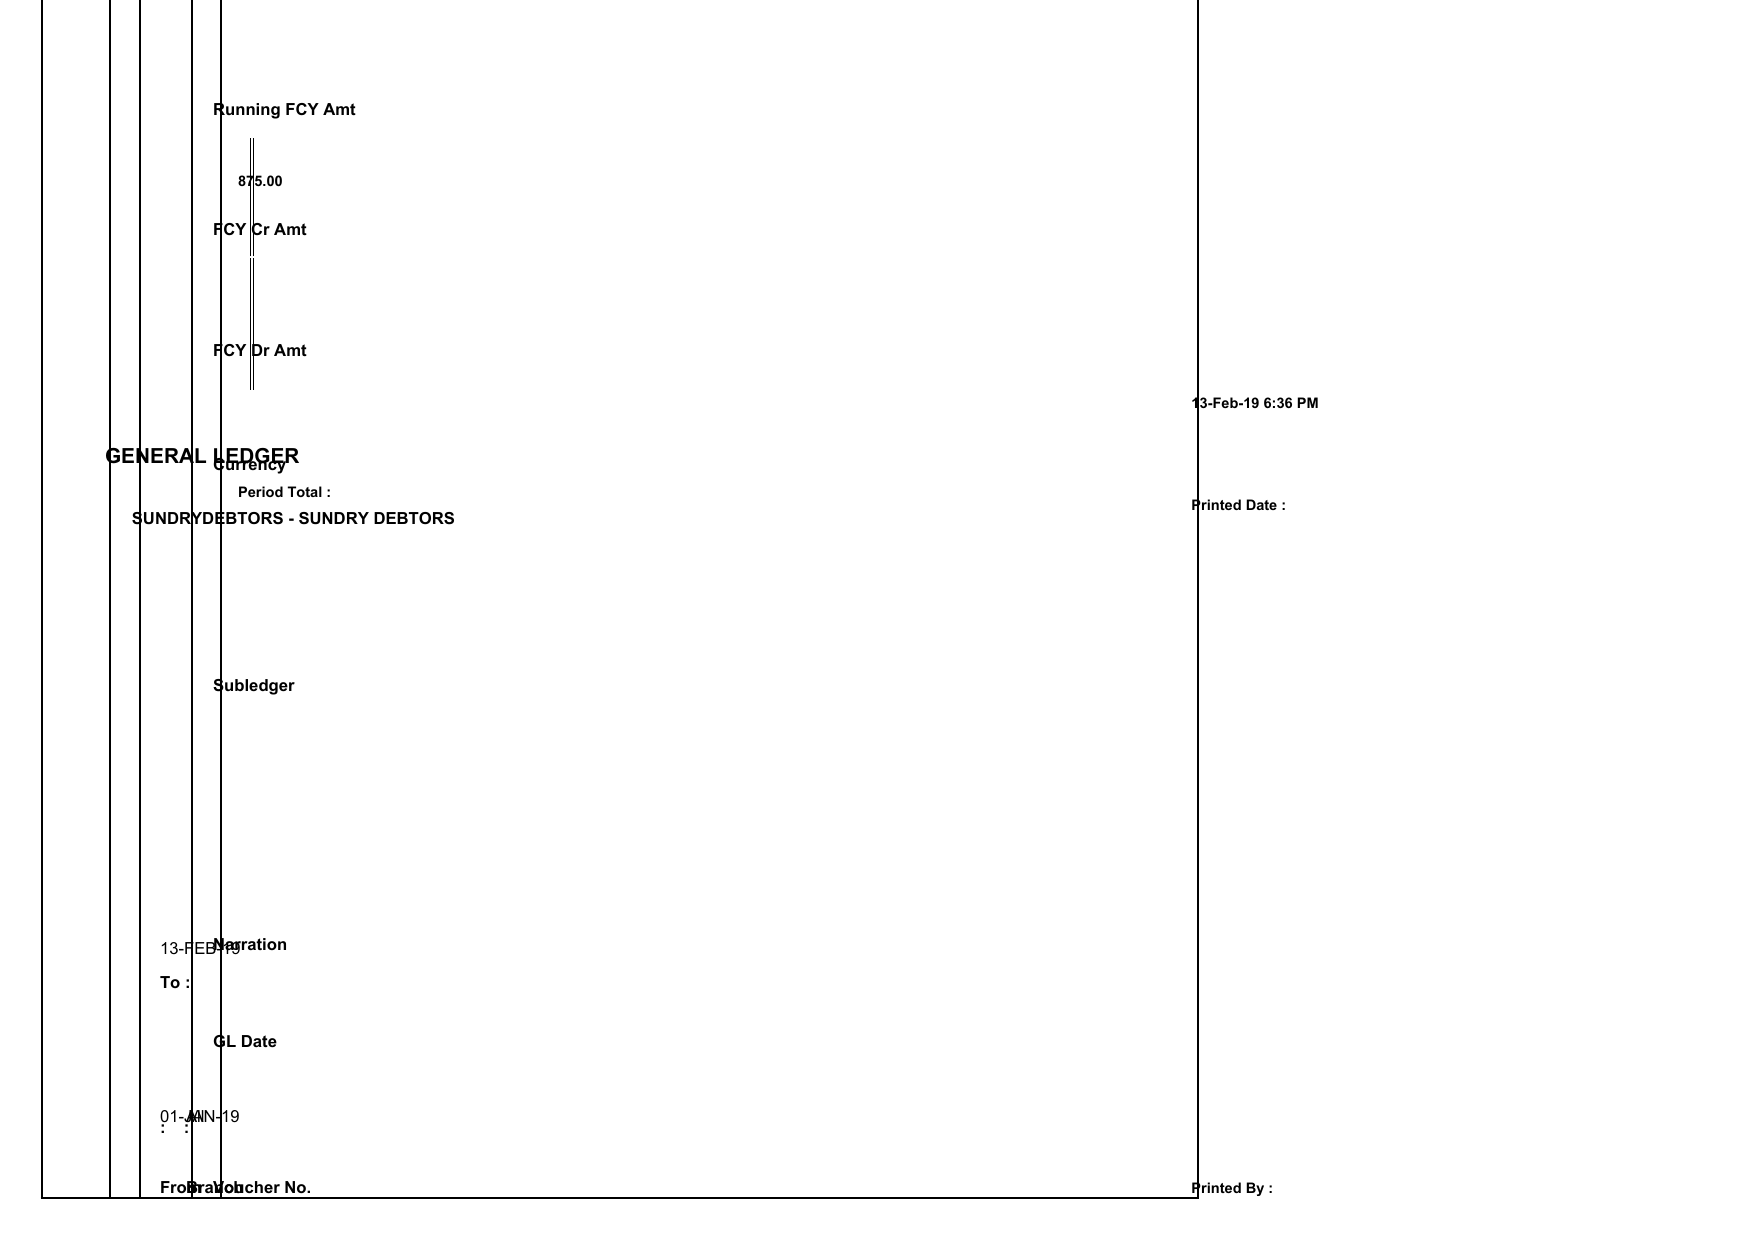 Running FCY Amt
875.00
FCY Cr Amt
FCY Dr Amt
13-Feb-19 6:36 PM
GENERAL LEDGER
Currency
Period Total :
Printed Date :
SUNDRYDEBTORS - SUNDRY DEBTORS
Subledger
Narration
13-FEB-19
To :
GL Date
01-JAN-19
All
: :
From
Branch
Voucher No.
Printed By :